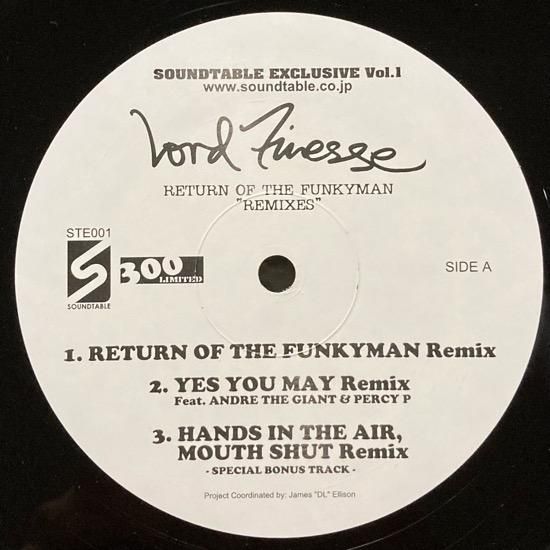 SOUNDTABLE EXCLUSIVE Vol.1
www.soundtable.co.jp
Lord Finesse
RETURN OF THE FUNKYMAN
"REMIXES"
STE001
SOUNDTABLE
300
LIMITED
SIDE A
1. RETURN OF THE FUNKYMAN Remix
2. YES YOU MAY Remix
Feat. ANDRE THE GIANT & PERCY P
3. HANDS IN THE AIR,
MOUTH SHUT Remix
- SPECIAL BONUS TRACK -
Project Coordinated by: James "DL" Ellison